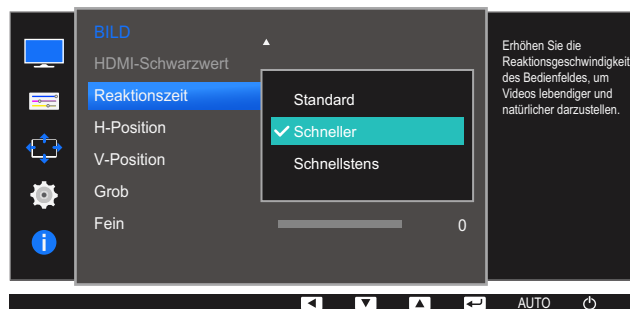 BILD
HDMI-Schwarzwert
Reaktionszeit
H-Position
V-Position
Grob
Fein
Standard
Schneller
Schnellstens
0
Erhöhen Sie die
Reaktionsgeschwindigkeit
des Bedienfeldes, um
Videos lebendiger und
natürlicher darzustellen.
AUTO